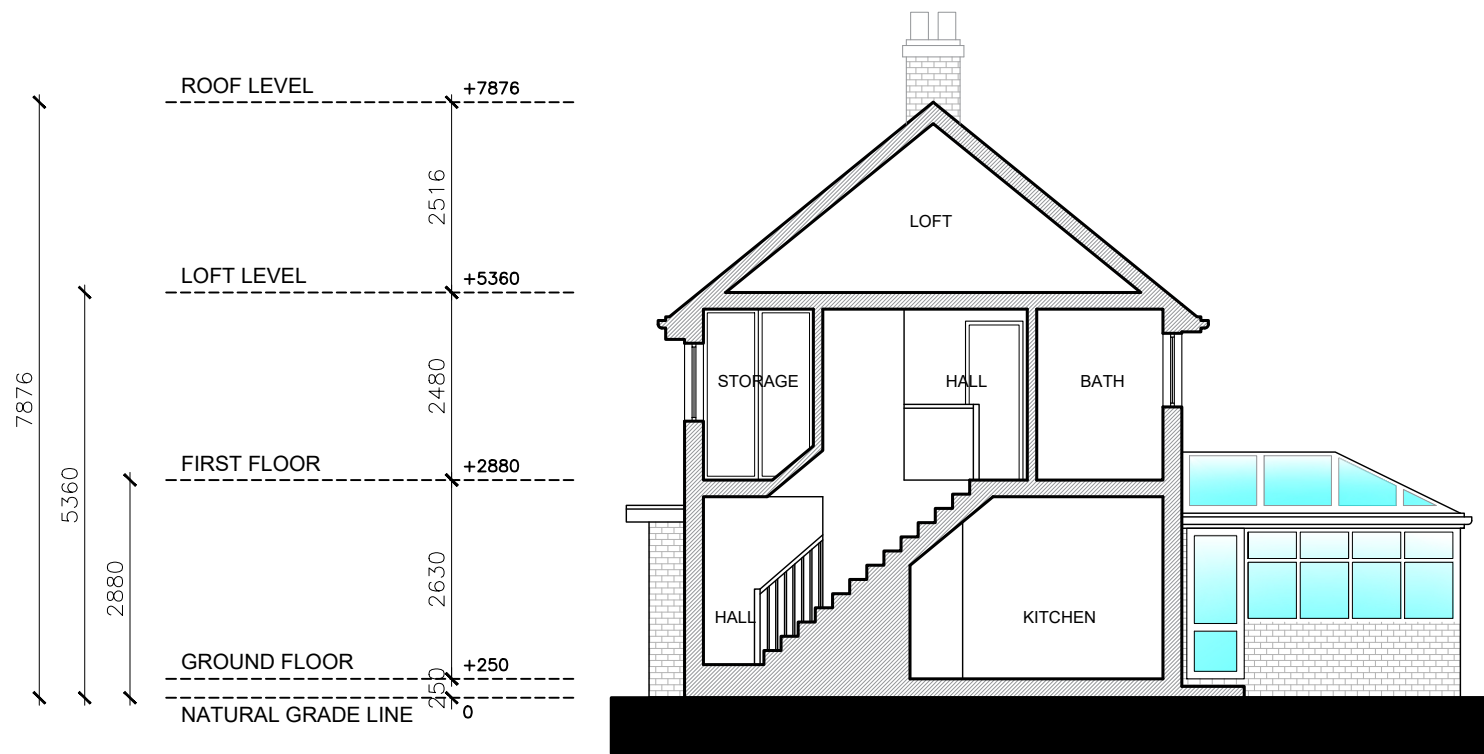 ROOF LEVEL +7876
2516
LOFT
LOFT LEVEL +5360
7876
2480
STORAGE HALL BATH
FIRST FLOOR +2880
5360
2880
2630
HALL KITCHEN
GROUND FLOOR +250
250
NATURAL GRADE LINE 0